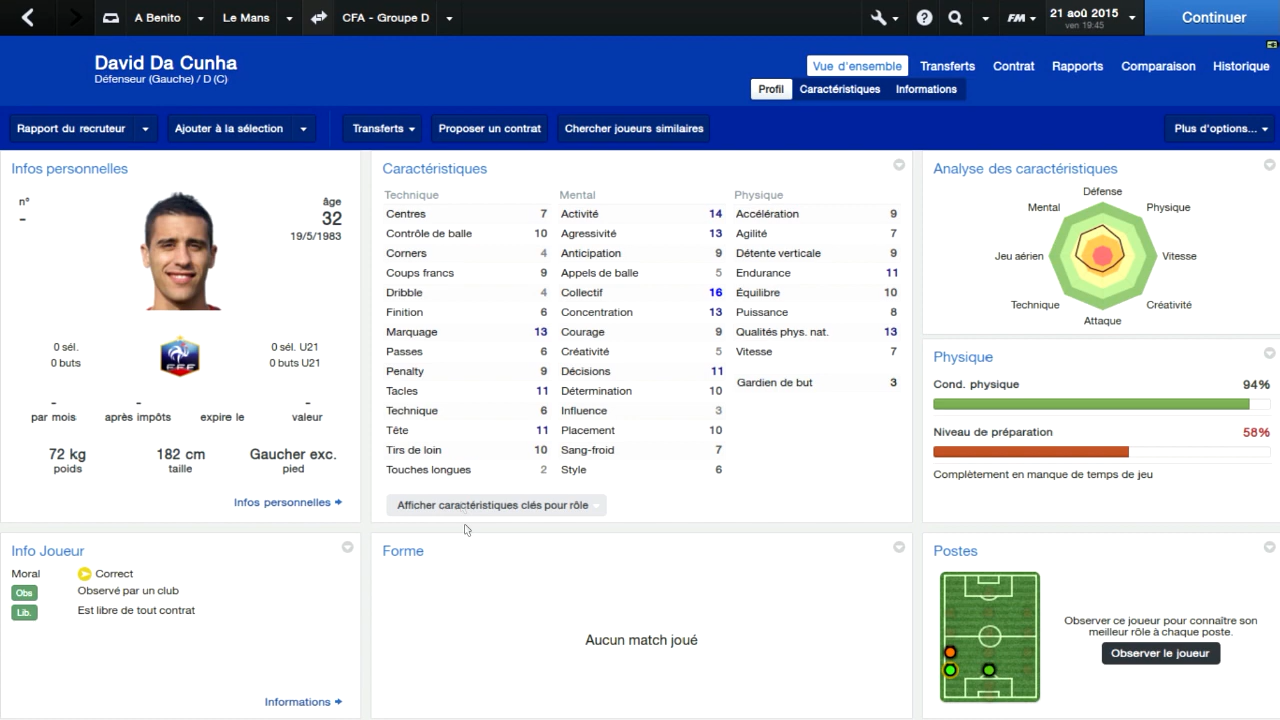 A Benito
Le Mans
CFA - Groupe D
FM
21 aoû 2015
ven 19:45
Continuer
David Da Cunha
Défenseur (Gauche) / D (C)
Vue d'ensemble Transferts Contrat Rapports Comparaison Historique
Profil Caractéristiques Informations
Rapport du recruteur
Ajouter à la sélection
Transferts
Proposer un contrat
Chercher joueurs similaires
Plus d'options...
Infos personnelles
n°
-
âge
32
19/5/1983
0 sél.
0 buts
FFF
0 sél. U21
0 buts U21
- - -
par mois après impôts expire le valeur
72 kg 182 cm Gaucher exc.
poids taille pied
Infos personnelles
Caractéristiques
Technique Mental Physique
Centres 7 Activité 14 Accélération 9
Contrôle de balle 10 Agressivité 13 Agilité 7
Corners 4 Anticipation 9 Détente verticale 9
Coups francs 9 Appels de balle 5 Endurance 11
Dribble 4 Collectif 16 Équilibre 10
Finition 6 Concentration 13 Puissance 8
Marquage 13 Courage 9 Qualités phys. nat. 13
Passes 6 Créativité 5 Vitesse 7
Penalty 9 Décisions 11
Gardien de but 3
Tacles 11 Détermination 10
Technique 6 Influence 3
Tête 11 Placement 10
Tirs de loin 10 Sang-froid 7
Touches longues 2 Style 6
Afficher caractéristiques clés pour rôle
Analyse des caractéristiques
Défense
Mental Physique
Jeu aérien Vitesse
Technique Créativité
Attaque
Physique
Cond. physique 94%
Niveau de préparation 58%
Complètement en manque de temps de jeu
Info Joueur
Moral Correct
Obs Observé par un club
Lib. Est libre de tout contrat
Informations
Forme
Aucun match joué
Postes
Observer ce joueur pour connaître son
meilleur rôle à chaque poste.
Observer le joueur